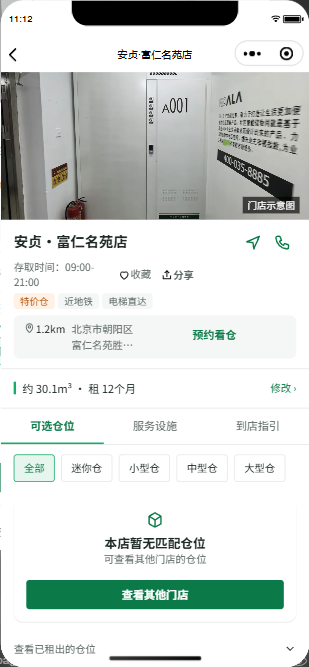 11:12
安贞·富仁名苑店
A001
ALA
400-035-8885
门店示意图
安贞·富仁名苑店
存取时间：09:00-
21:00
收藏
分享
特价仓
近地铁
电梯直达
1.2km
北京市朝阳区
富仁名苑胜…
预约看仓
约 30.1m³ · 租 12个月
修改 ›
可选仓位
服务设施
到店指引
全部
迷你仓
小型仓
中型仓
大型仓
本店暂无匹配仓位
可查看其他门店的仓位
查看其他门店
查看已租出的仓位